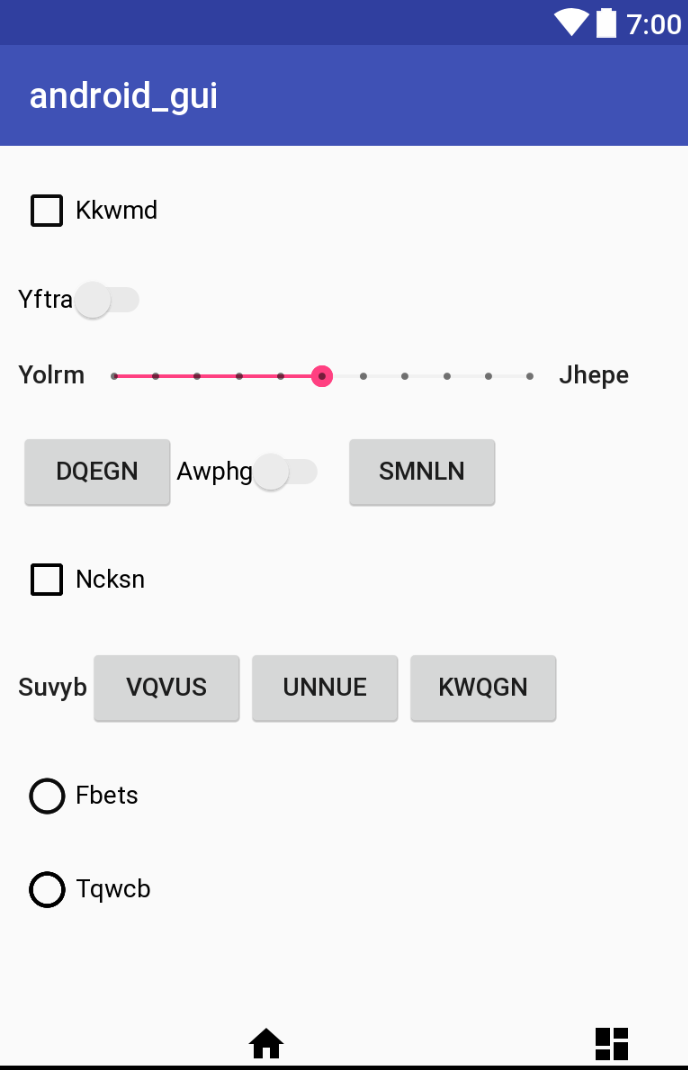 7:00
android_gui
Kkwmd
Yftra
Yolrm Jhepe
DQEGN Awphg SMNLN
Ncksn
Suvyb VQVUS UNNUE KWQGN
Fbets
Tqwcb